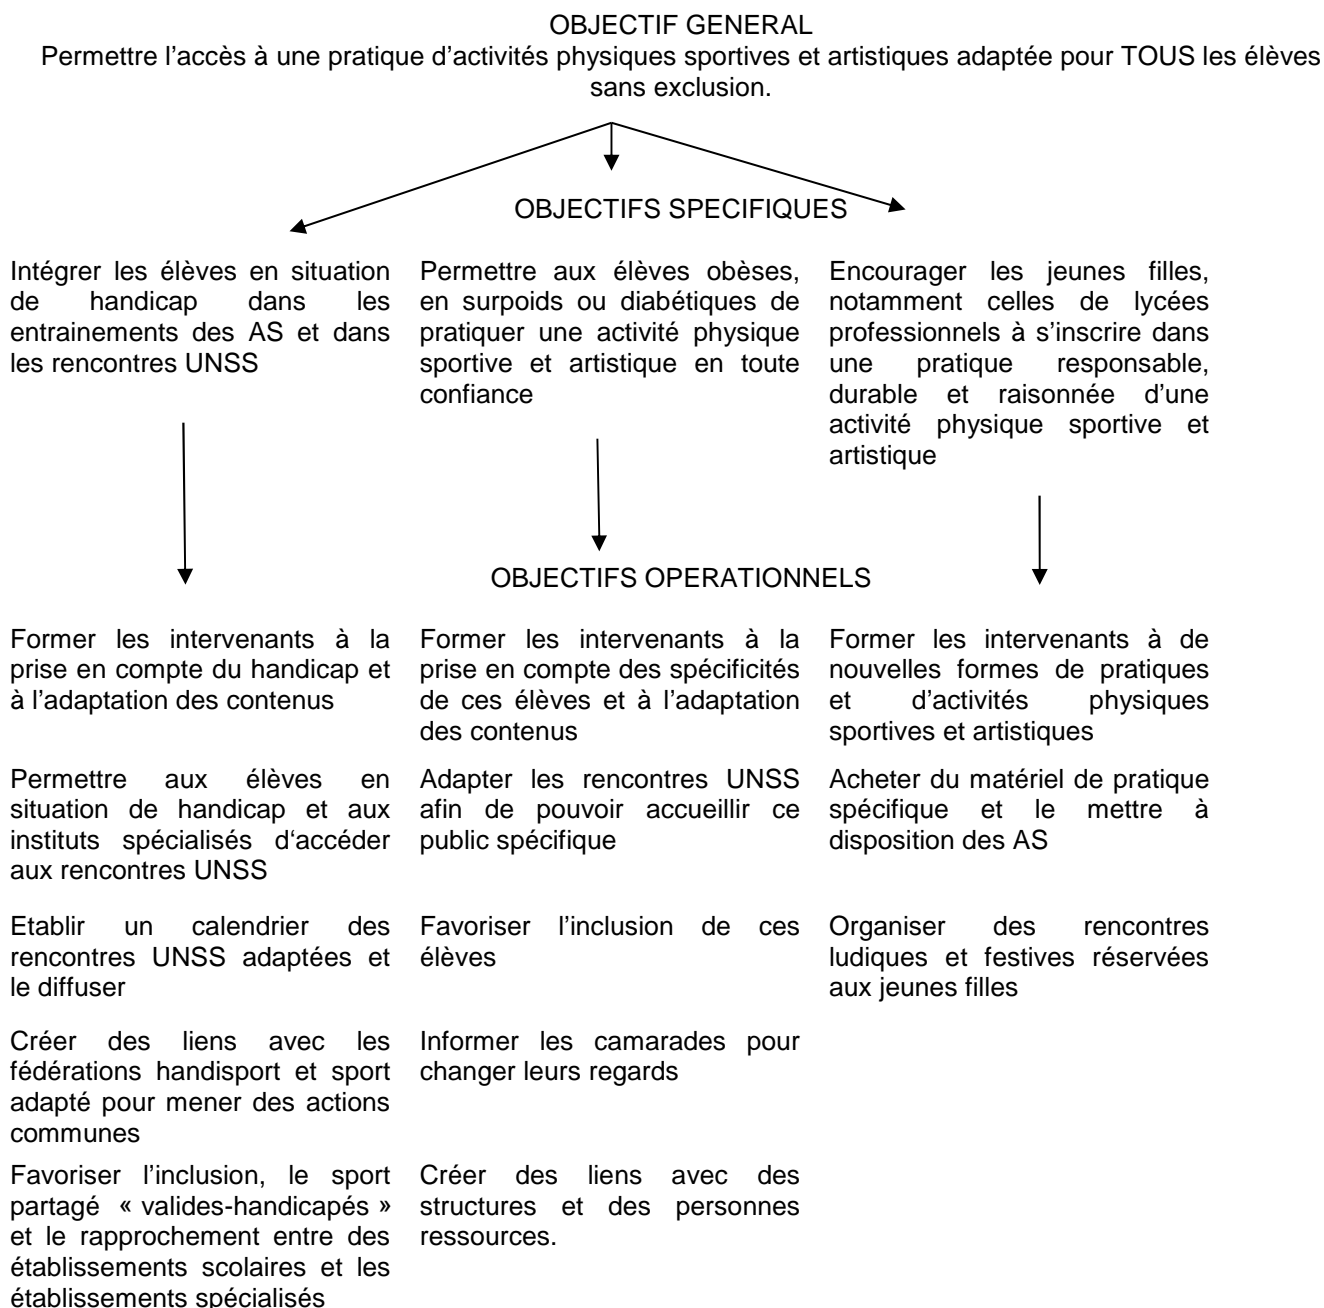 OBJECTIF GENERAL
Permettre l’accès à une pratique d’activités physiques sportives et artistiques adaptée pour TOUS les élèves
sans exclusion.
OBJECTIFS SPECIFIQUES
Intégrer les élèves en situation
de handicap dans les
entrainements des AS et dans
les rencontres UNSS
Permettre aux élèves obèses,
en surpoids ou diabétiques de
pratiquer une activité physique
sportive et artistique en toute
confiance
Encourager les jeunes filles,
notamment celles de lycées
professionnels à s’inscrire dans
une pratique responsable,
durable et raisonnée d’une
activité physique sportive et
artistique
OBJECTIFS OPERATIONNELS
Former les intervenants à la
prise en compte du handicap et
à l’adaptation des contenus
Former les intervenants à la
prise en compte des spécificités
de ces élèves et à l’adaptation
des contenus
Former les intervenants à de
nouvelles formes de pratiques
et d’activités physiques
sportives et artistiques
Permettre aux élèves en
situation de handicap et aux
instituts spécialisés d‘accéder
aux rencontres UNSS
Adapter les rencontres UNSS
afin de pouvoir accueillir ce
public spécifique
Acheter du matériel de pratique
spécifique et le mettre à
disposition des AS
Etablir un calendrier des
rencontres UNSS adaptées et
le diffuser
Favoriser l’inclusion de ces
élèves
Organiser des rencontres
ludiques et festives réservées
aux jeunes filles
Créer des liens avec les
fédérations handisport et sport
adapté pour mener des actions
communes
Informer les camarades pour
changer leurs regards
Favoriser l’inclusion, le sport
partagé « valides-handicapés »
et le rapprochement entre des
établissements scolaires et les
établissements spécialisés
Créer des liens avec des
structures et des personnes
ressources.